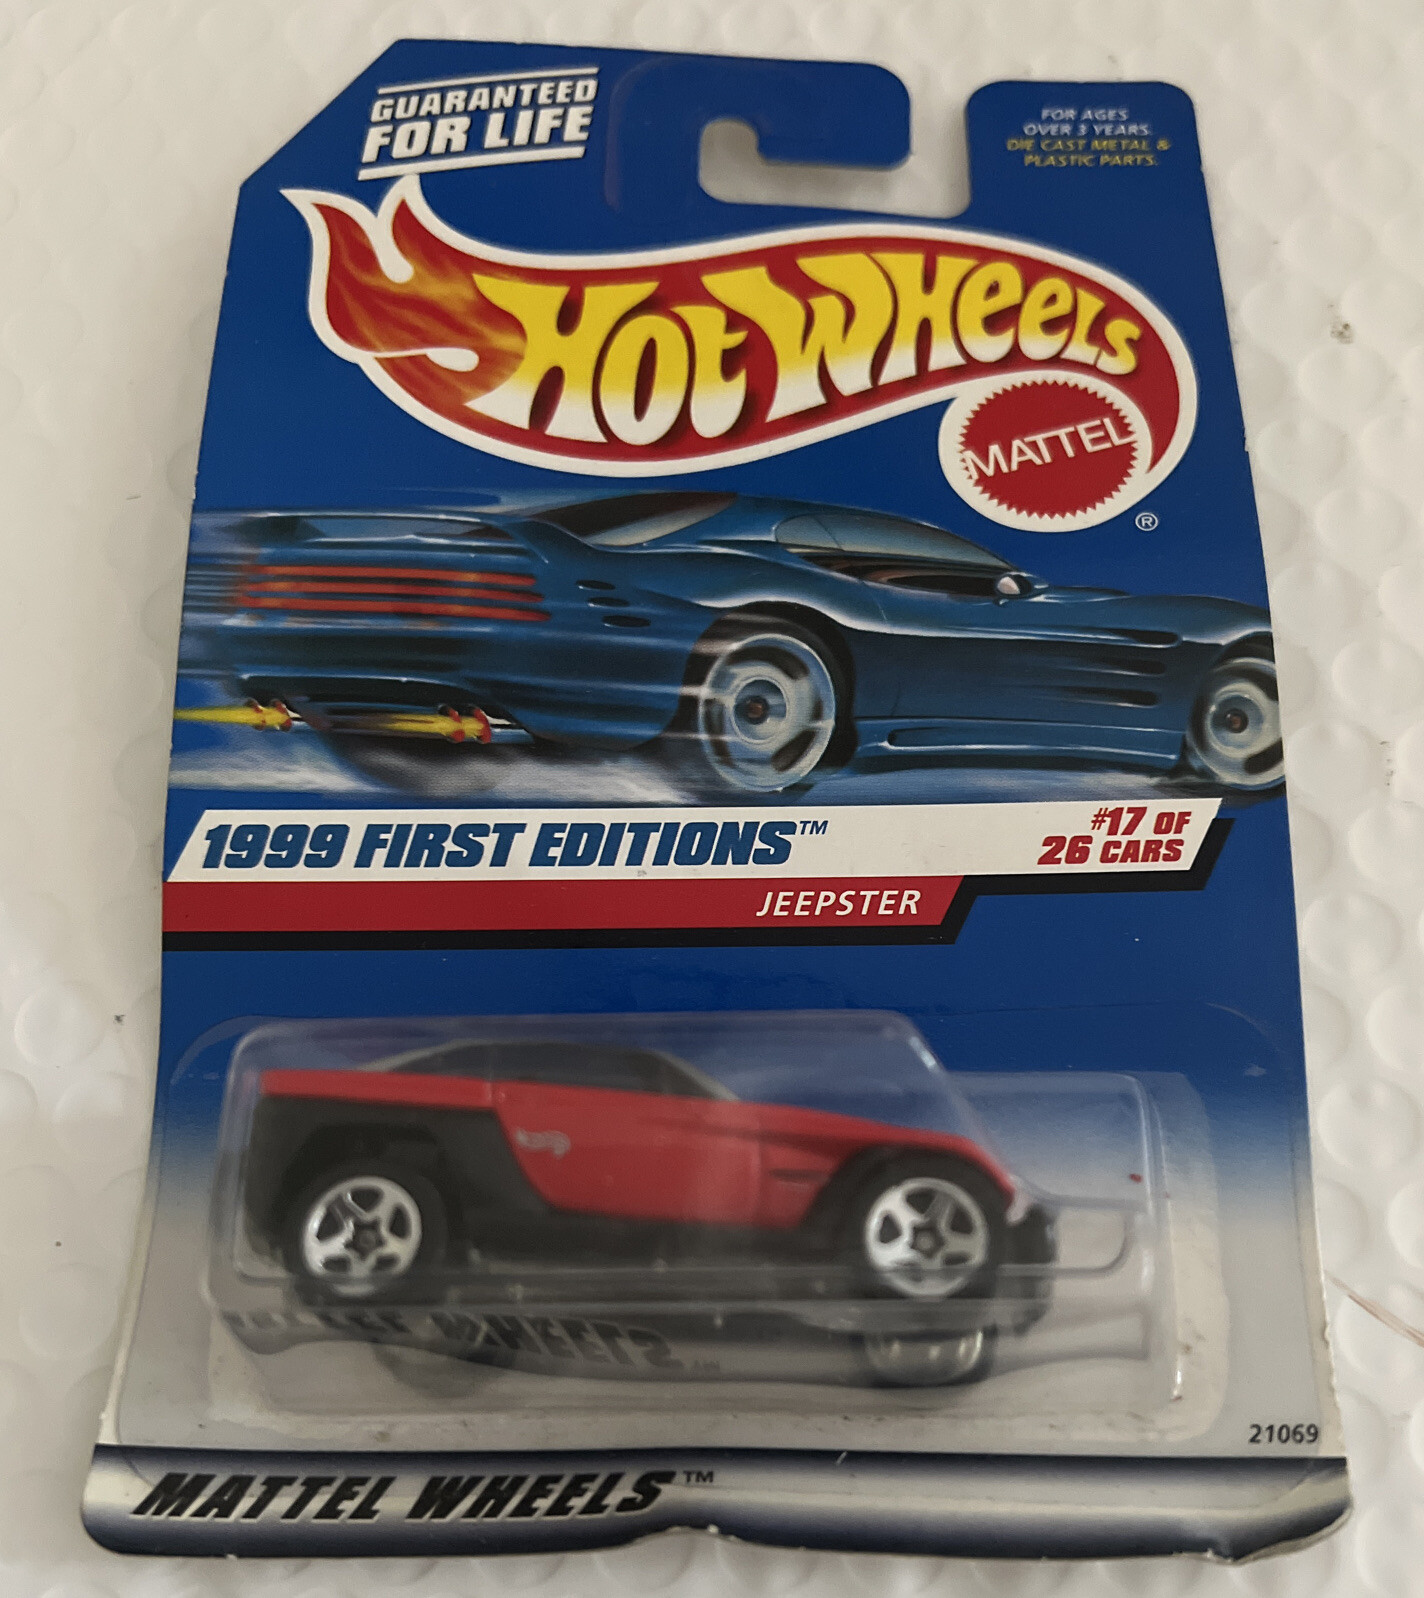 GUARANTEED
FOR LIFE
FOR AGES
OVER 3 YEARS.
DIE CAST METAL &
PLASTIC PARTS.
HOT WHEELS
MATTEL
®
1999 FIRST EDITIONS™
#17 OF
26 CARS
JEEPSTER
21069
MATTEL WHEELS™